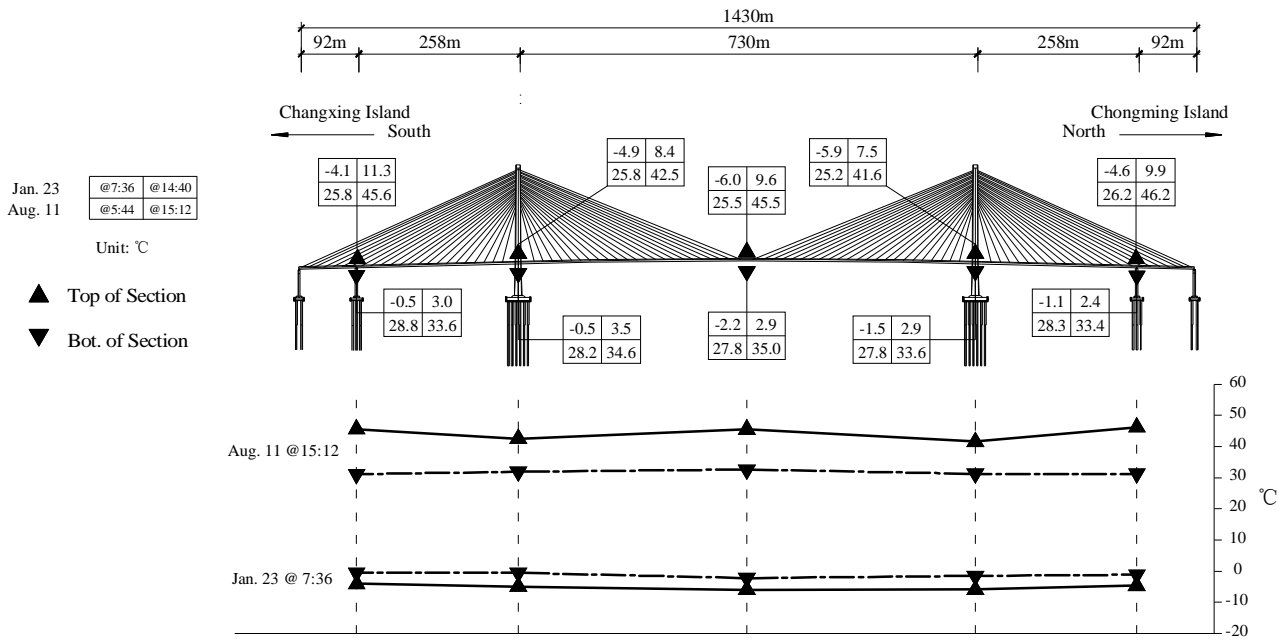 1430m
92m 258m 730m 258m 92m
Changxing Island
South
Chongming Island
North
-4.9 8.4
25.8 42.5
-5.9 7.5
25.2 41.6
-4.1 11.3
25.8 45.6
-6.0 9.6
25.5 45.5
-4.6 9.9
26.2 46.2
Jan. 23 @7:36 @14:40
Aug. 11 @5:44 @15:12
Unit: ℃
Top of Section
Bot. of Section
-0.5 3.0
28.8 33.6
-0.5 3.5
28.2 34.6
-2.2 2.9
27.8 35.0
-1.5 2.9
27.8 33.6
-1.1 2.4
28.3 33.4
60
50
40
Aug. 11 @15:12
30
20
℃
10
0
Jan. 23 @ 7:36
-10
-20